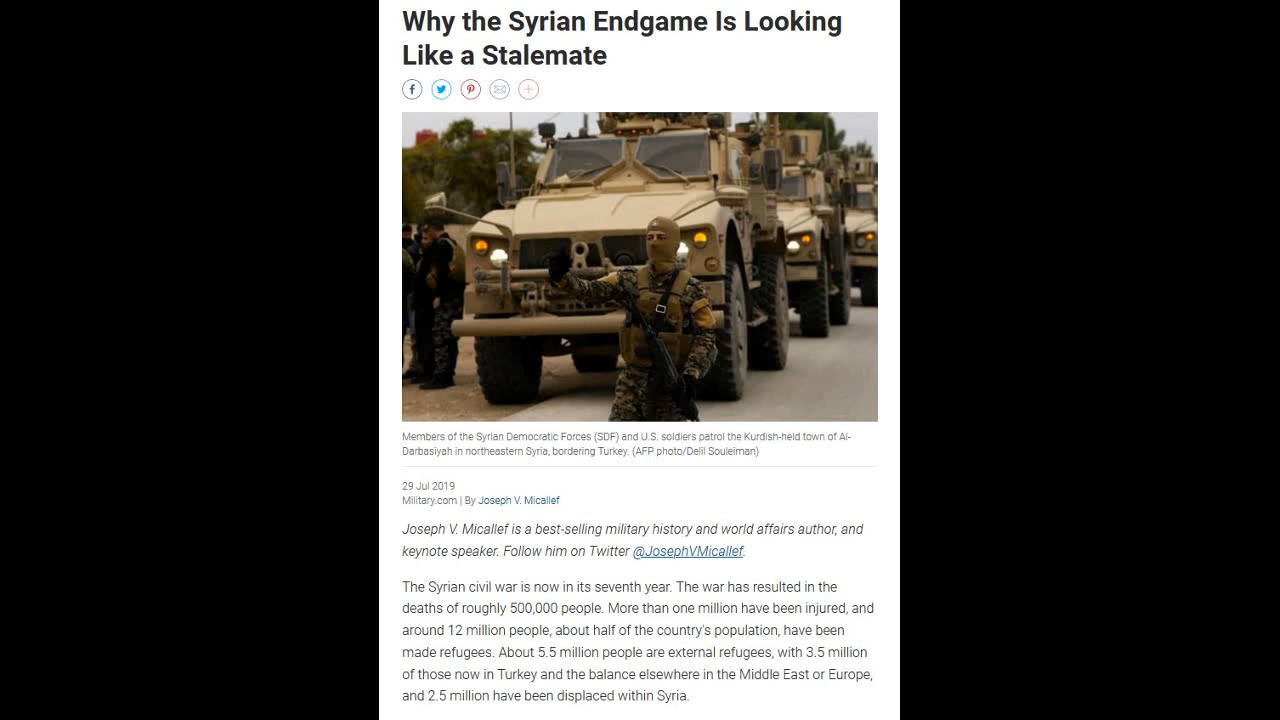 Why the Syrian Endgame Is Looking
Like a Stalemate
Members of the Syrian Democratic Forces (SDF) and U.S. soldiers patrol the Kurdish-held town of Al-
Darbasiyah in northeastern Syria, bordering Turkey. (AFP photo/Delil Souleiman)
29 Jul 2019
Military.com | By Joseph V. Micallef
Joseph V. Micallef is a best-selling military history and world affairs author, and
keynote speaker. Follow him on Twitter @JosephVMicallef.
The Syrian civil war is now in its seventh year. The war has resulted in the
deaths of roughly 500,000 people. More than one million have been injured, and
around 12 million people, about half of the country's population, have been
made refugees. About 5.5 million people are external refugees, with 3.5 million
of those now in Turkey and the balance elsewhere in the Middle East or Europe,
and 2.5 million have been displaced within Syria.